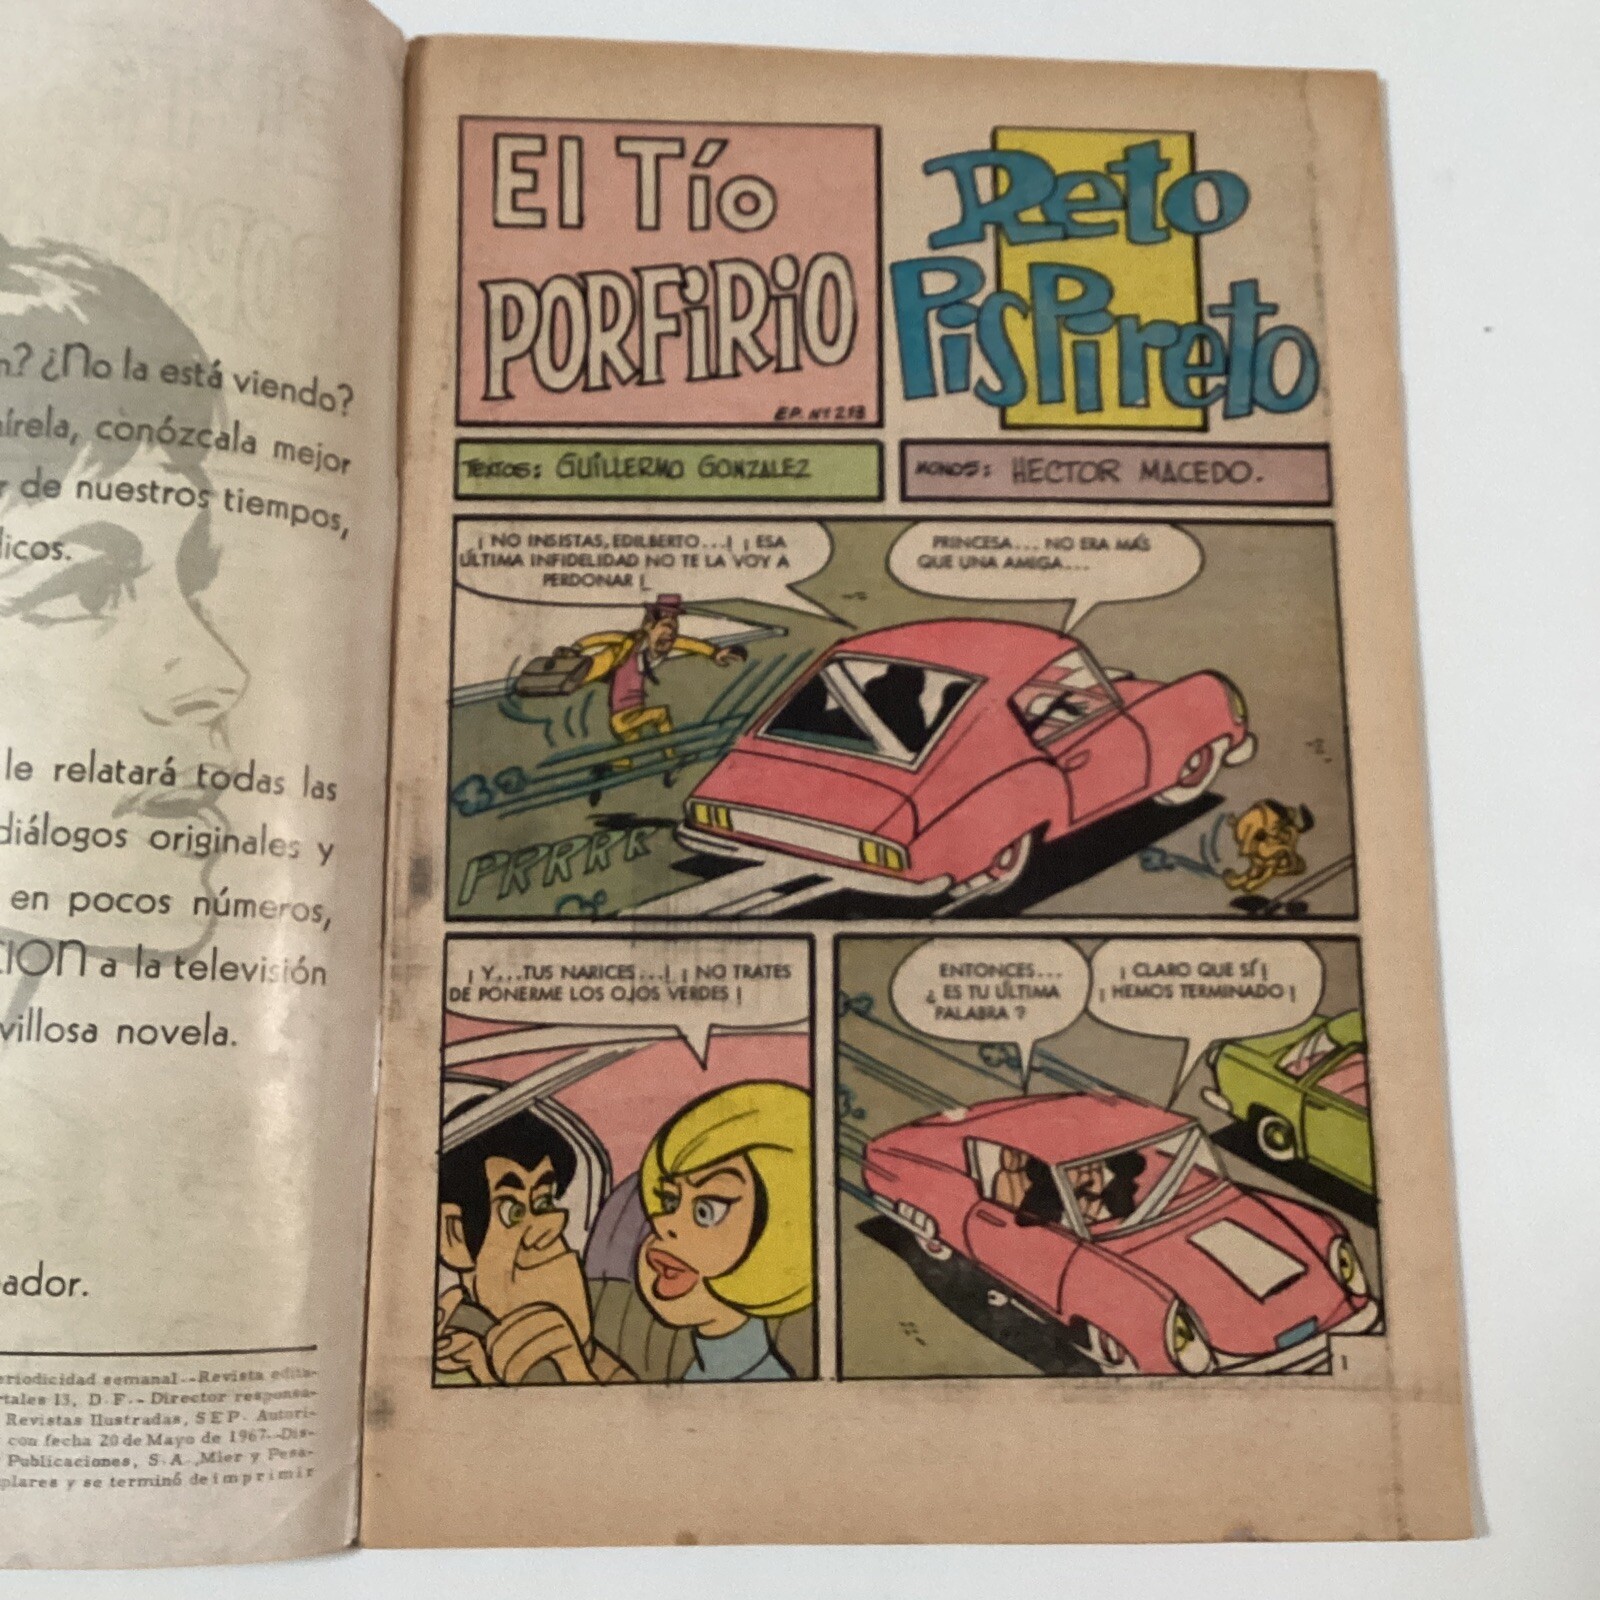 ? ¿No la está viendo?
írela, conózcala mejor
de nuestros tiempos,
dicos.
le relatará todas las
diálogos originales y
en pocos números,
CION a la televisión
villosa novela.
ador.
eriodicidad semanal.-Revista edita-
tales 13, D.F.- Director responsa-
Revistas Ilustradas, SEP. Autori-
con fecha 20 de Mayo de 1967.-Dis-
Publicaciones, S.A.,Mier y Pesa-
plares y se terminó de imprimir
El Tío
PORFIRIO
EP. Nº 213
Reto
PisPireto
TEXTOS: GUILLERMO GONZALEZ
MONOS: HECTOR MACEDO.
¡ NO INSISTAS, EDILBERTO...! ¡ ESA
ÚLTIMA INFIDELIDAD NO TE LA VOY A
PERDONAR !
PRINCESA... NO ERA MÁS
QUE UNA AMIGA...
PRRRRR
¡ Y...TUS NARICES...! ¡ NO TRATES
DE PONERME LOS OJOS VERDES !
ENTONCES...
¿ ES TU ÚLTIMA
PALABRA ?
¡ CLARO QUE SÍ !
¡ HEMOS TERMINADO !
1